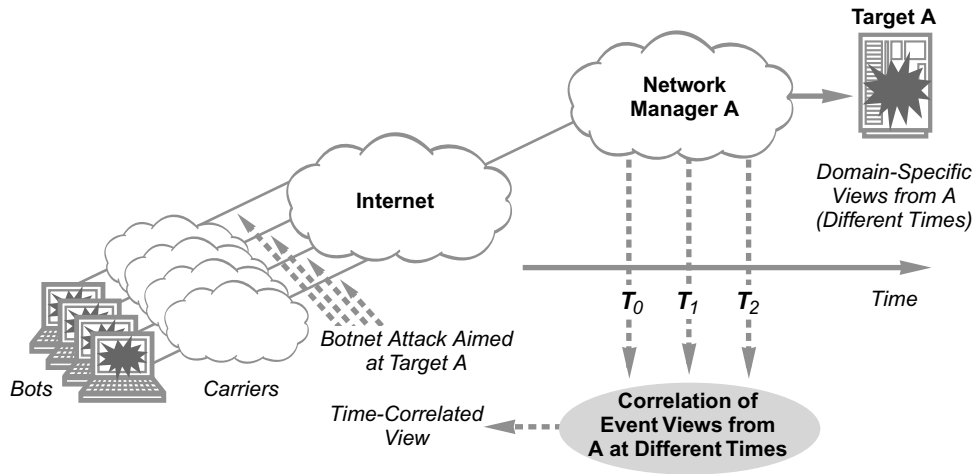 Target A
Network
Manager A
Domain-Specific
Views from A
(Different Times)
Internet
Time
T0
T1
T2
Botnet Attack Aimed
at Target A
Bots
Carriers
Time-Correlated
View
Correlation of
Event Views from
A at Different Times